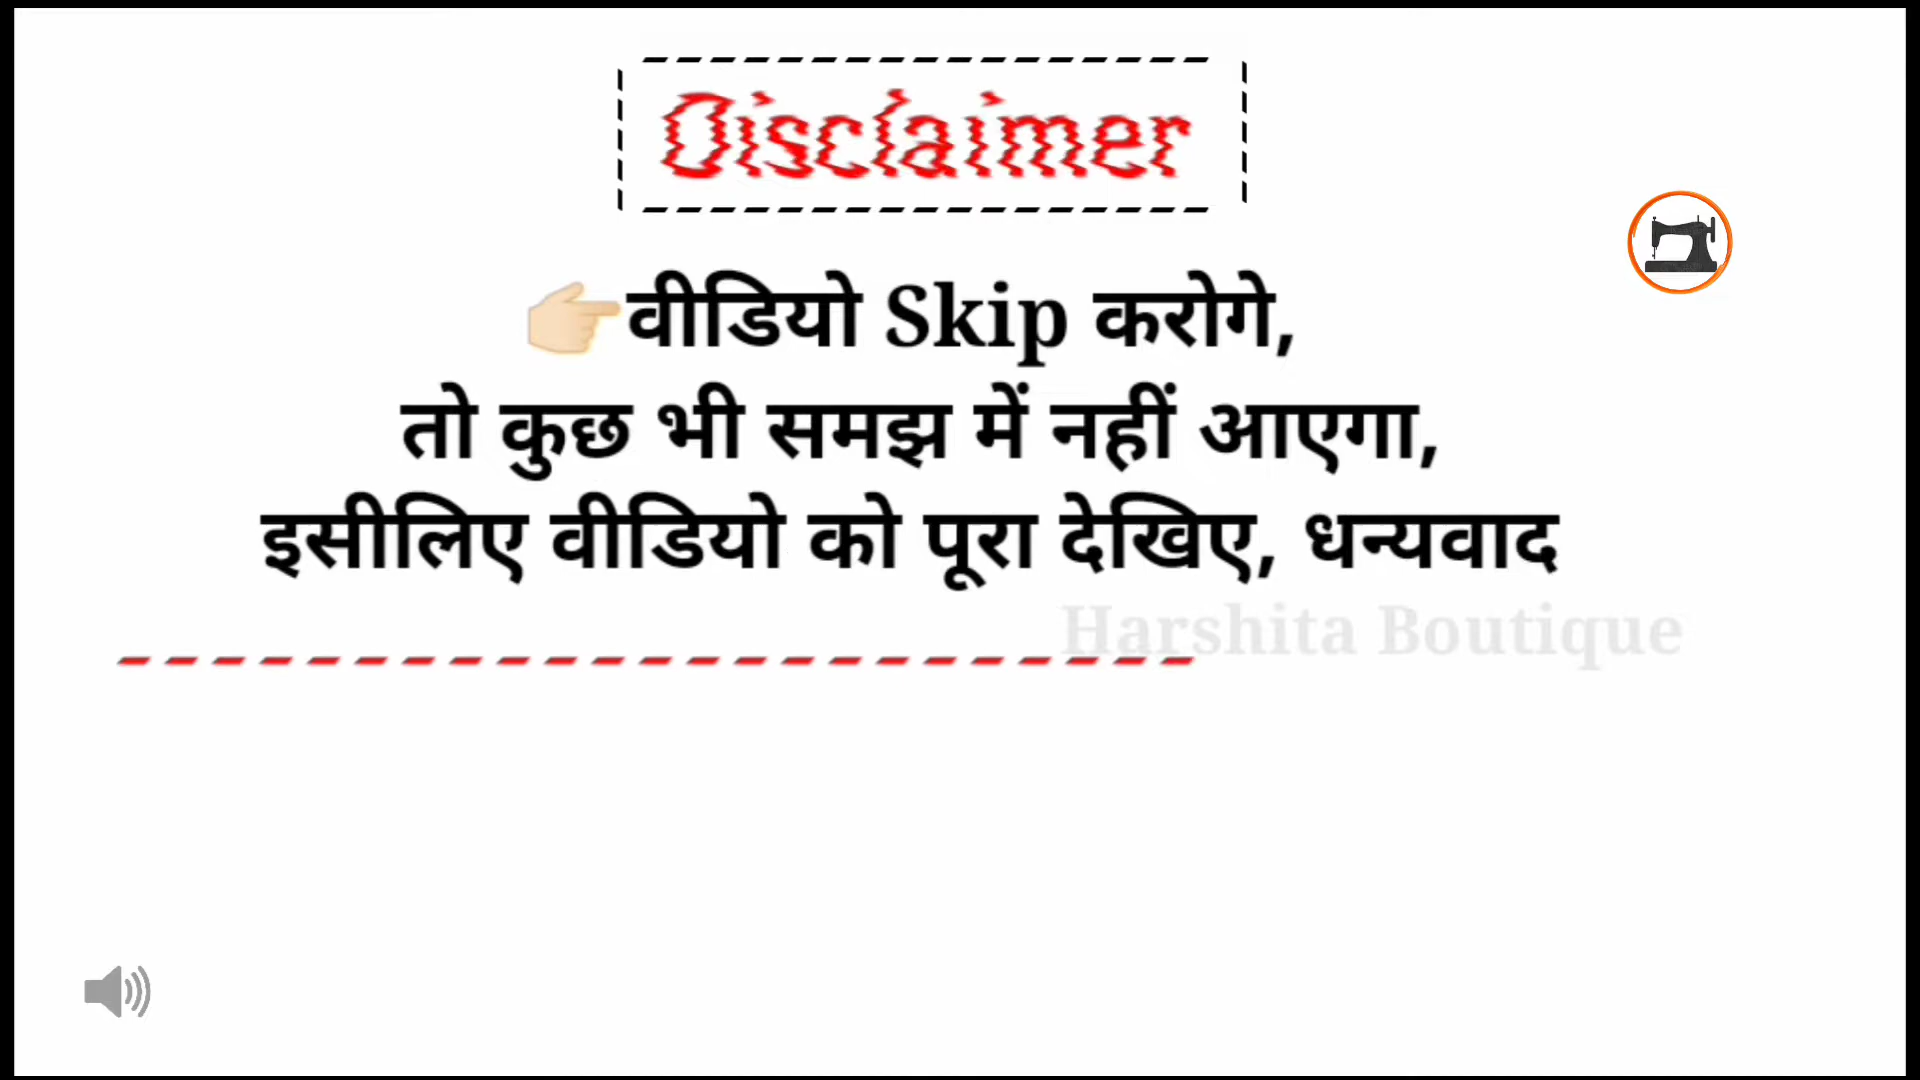 Disclaimer
👉🏻वीडियो Skip करोगे,
तो कुछ भी समझ में नहीं आएगा,
इसीलिए वीडियो को पूरा देखिए, धन्यवाद
Harshita Boutique